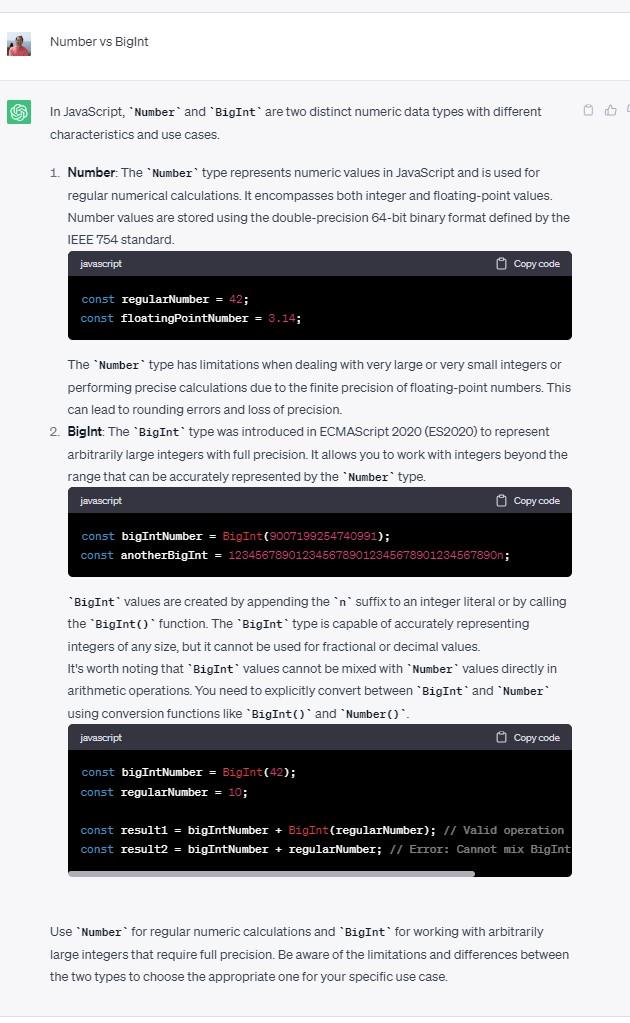 Number vs BigInt
In JavaScript, `Number` and `BigInt` are two distinct numeric data types with different
characteristics and use cases.
1. Number: The `Number` type represents numeric values in JavaScript and is used for
regular numerical calculations. It encompasses both integer and floating-point values.
Number values are stored using the double-precision 64-bit binary format defined by the
IEEE 754 standard.
javascript Copy code
const regularNumber = 42;
const floatingPointNumber = 3.14;
The `Number` type has limitations when dealing with very large or very small integers or
performing precise calculations due to the finite precision of floating-point numbers. This
can lead to rounding errors and loss of precision.
2. BigInt: The `BigInt` type was introduced in ECMAScript 2020 (ES2020) to represent
arbitrarily large integers with full precision. It allows you to work with integers beyond the
range that can be accurately represented by the `Number` type.
javascript Copy code
const bigIntNumber = BigInt(9007199254740991);
const anotherBigInt = 1234567890123456789012345678901234567890n;
`BigInt` values are created by appending the `n` suffix to an integer literal or by calling
the `BigInt()` function. The `BigInt` type is capable of accurately representing
integers of any size, but it cannot be used for fractional or decimal values.
It's worth noting that `BigInt` values cannot be mixed with `Number` values directly in
arithmetic operations. You need to explicitly convert between `BigInt` and `Number`
using conversion functions like `BigInt()` and `Number()`.
javascript Copy code
const bigIntNumber = BigInt(42);
const regularNumber = 10;
const result1 = bigIntNumber + BigInt(regularNumber); // Valid operation
const result2 = bigIntNumber + regularNumber; // Error: Cannot mix BigInt
Use `Number` for regular numeric calculations and `BigInt` for working with arbitrarily
large integers that require full precision. Be aware of the limitations and differences between
the two types to choose the appropriate one for your specific use case.